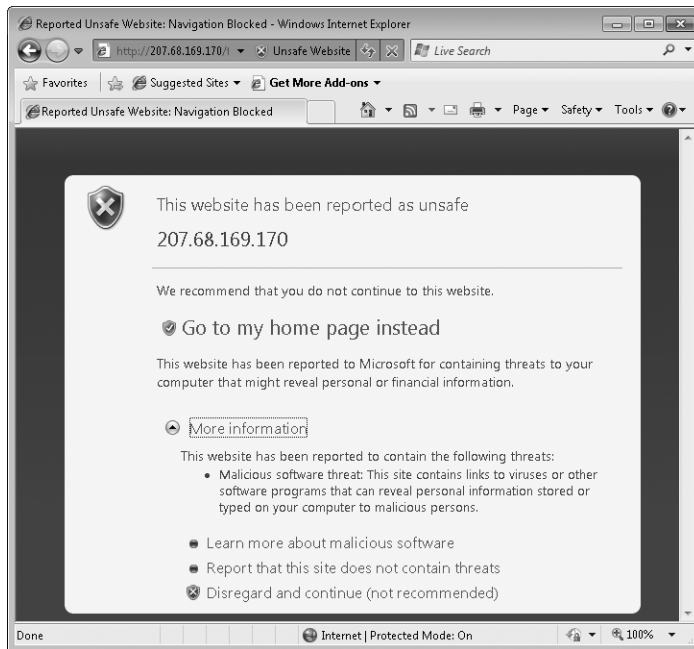 Reported Unsafe Website: Navigation Blocked - Windows Internet Explorer
http://207.68.169.170/ Unsafe Website Live Search
Favorites Suggested Sites Get More Add-ons
Reported Unsafe Website: Navigation Blocked Page Safety Tools
This website has been reported as unsafe
207.68.169.170
We recommend that you do not continue to this website.
Go to my home page instead
This website has been reported to Microsoft for containing threats to your
computer that might reveal personal or financial information.
More information
This website has been reported to contain the following threats:
• Malicious software threat: This site contains links to viruses or other
software programs that can reveal personal information stored or
typed on your computer to malicious persons.
Learn more about malicious software
Report that this site does not contain threats
Disregard and continue (not recommended)
Done Internet | Protected Mode: On 100%